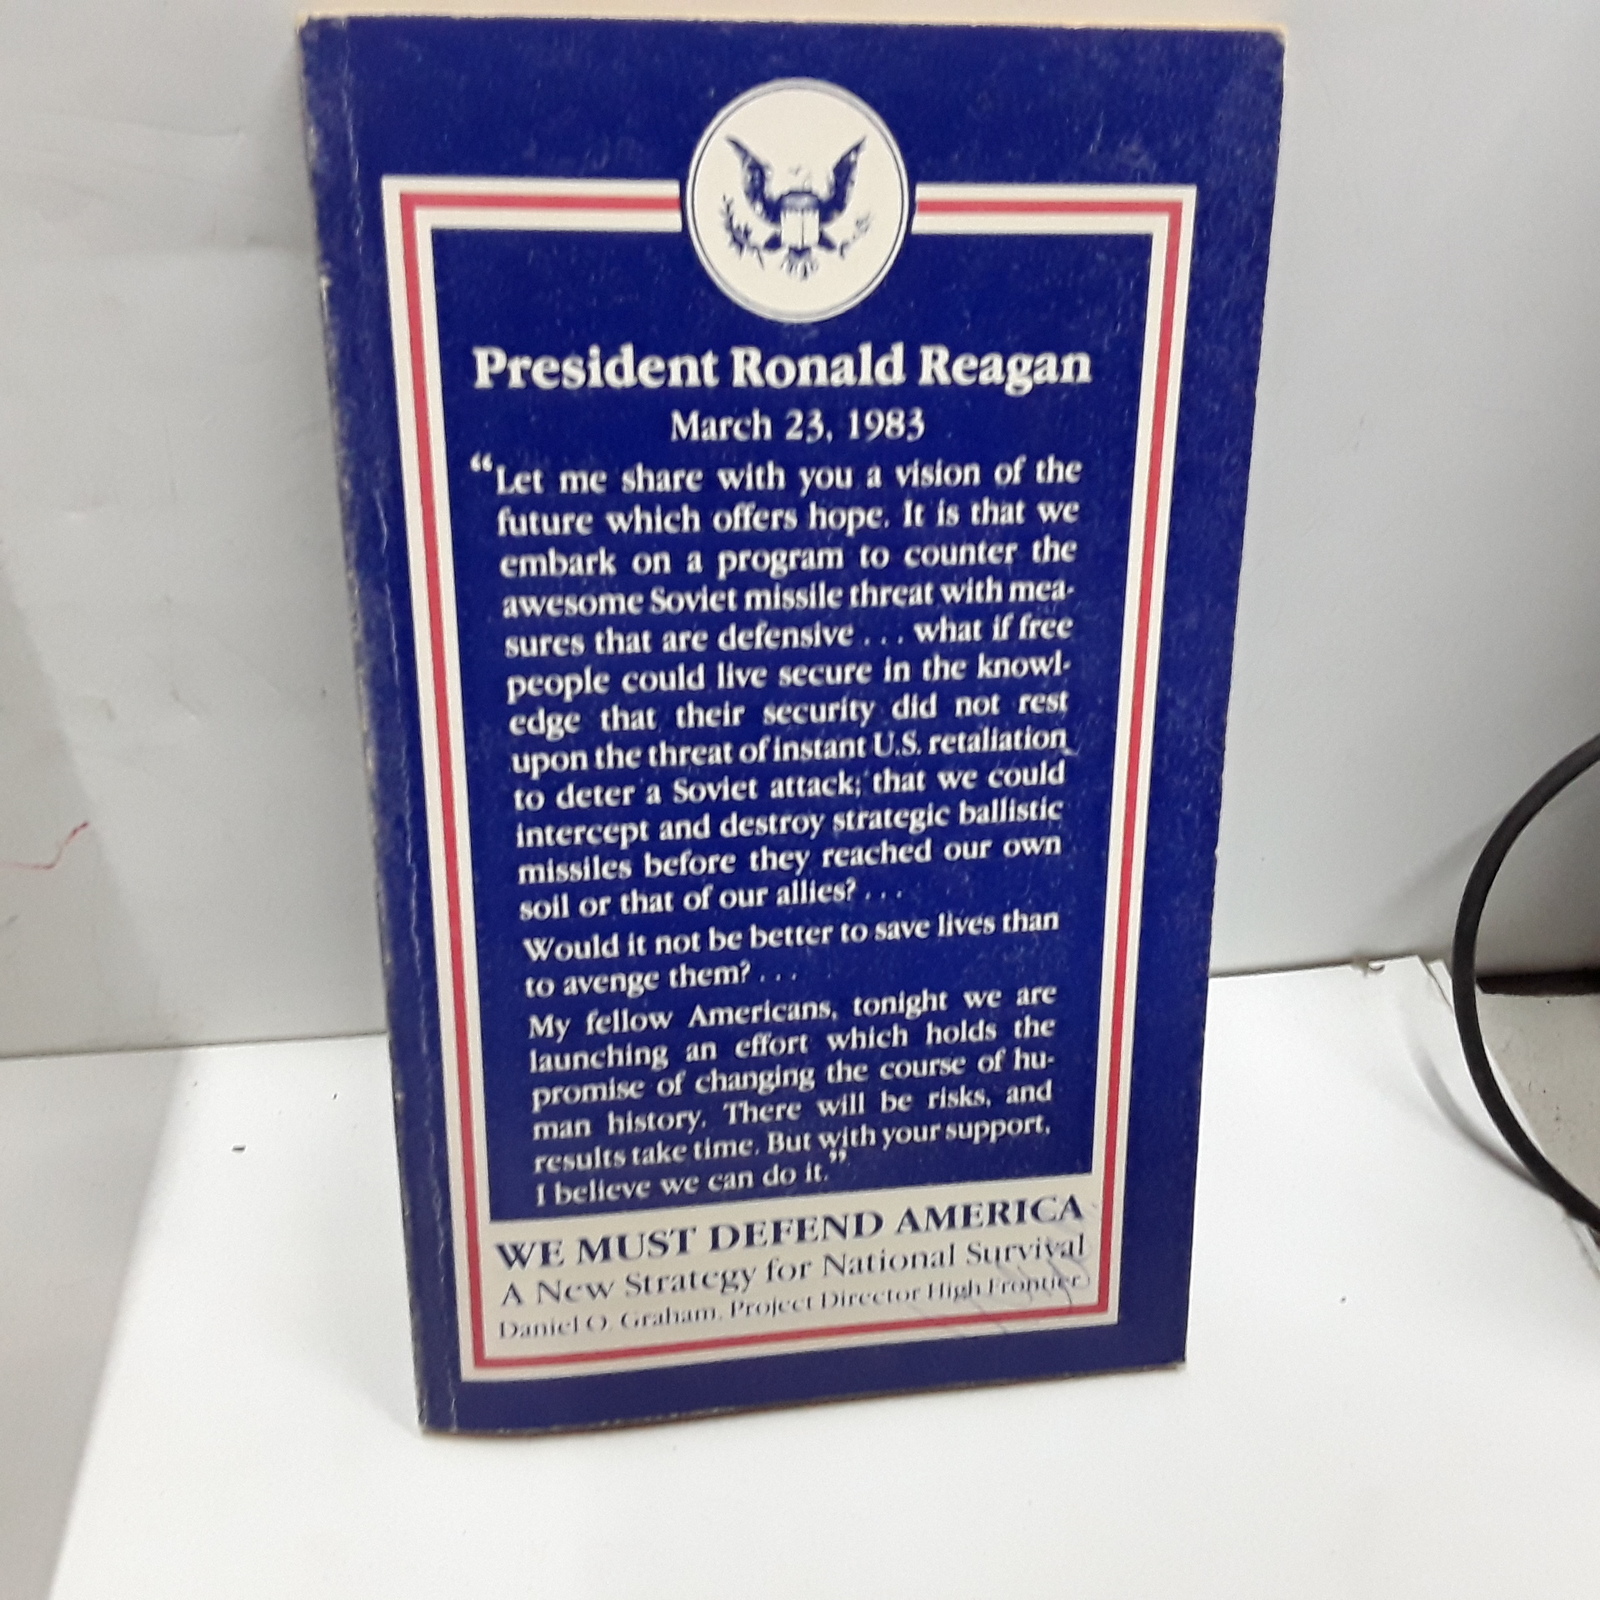 President Ronald Reagan
March 23, 1983
“Let me share with you a vision of the
future which offers hope. It is that we
embark on a program to counter the
awesome Soviet missile threat with mea-
sures that are defensive . . . what if free
people could live secure in the knowl-
edge that their security did not rest
upon the threat of instant U.S. retaliation
to deter a Soviet attack; that we could
intercept and destroy strategic ballistic
missiles before they reached our own
soil or that of our allies? . . .
Would it not be better to save lives than
to avenge them? . . .
My fellow Americans, tonight we are
launching an effort which holds the
promise of changing the course of hu-
man history. There will be risks, and
results take time. But with your support,
I believe we can do it.”
WE MUST DEFEND AMERICA
A New Strategy for National Survival
Daniel O. Graham, Project Director High Frontier